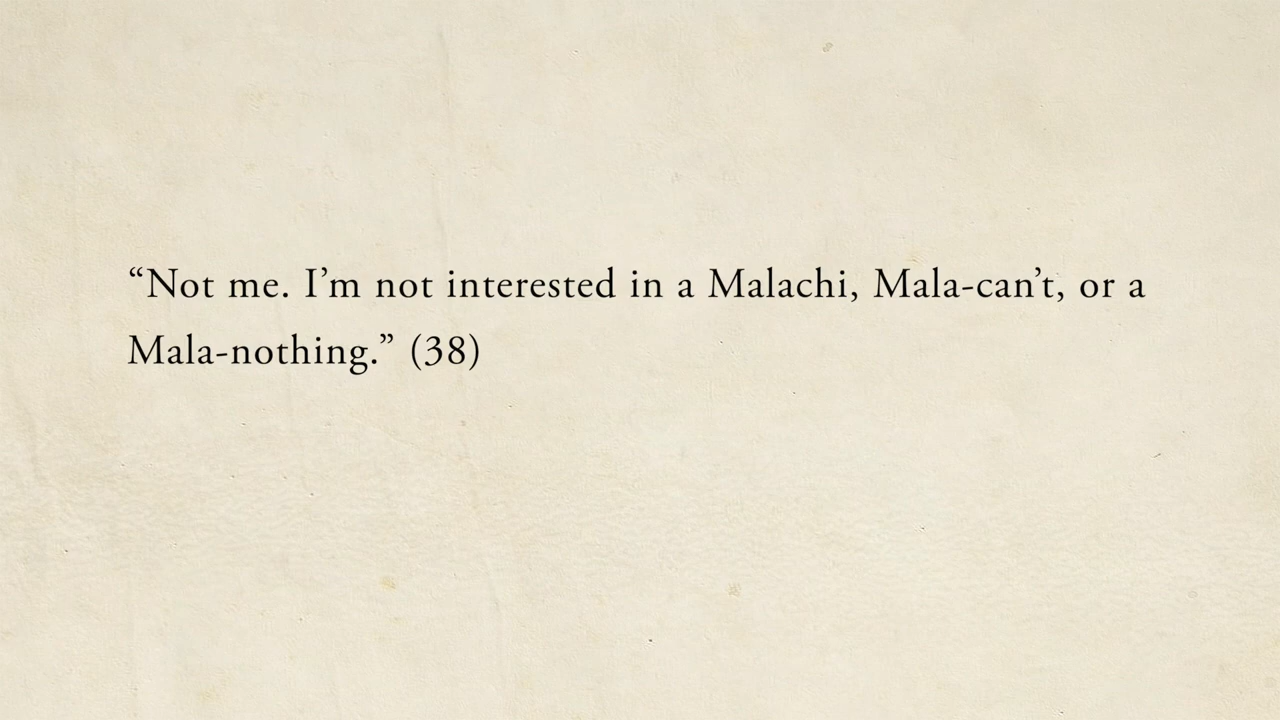 “Not me. I’m not interested in a Malachi, Mala-can’t, or a
Mala-nothing.” (38)